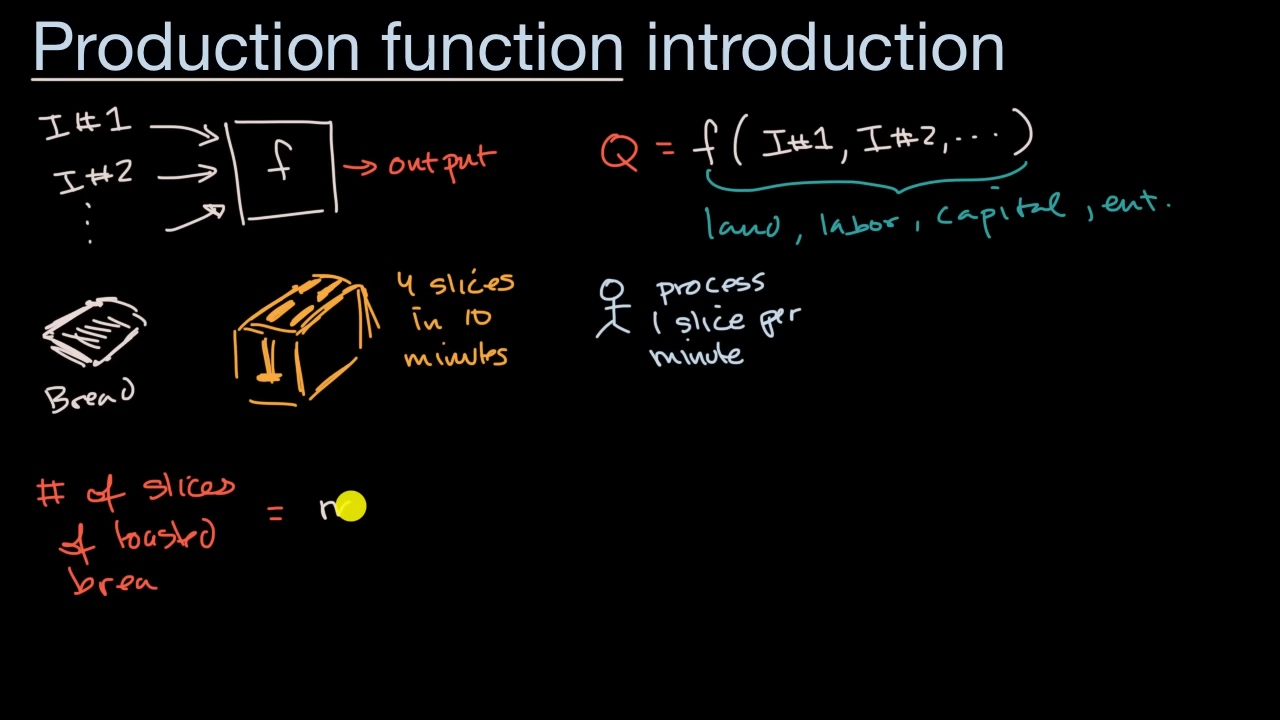 Production function introduction
I#1
I#2
⋮
f
→ output
Q = f( I#1, I#2, ... )
land, labor, capital, ent.
Bread
4 slices
in 10
minutes
process
1 slice per
minute
# of slices
of toasted
brea
=